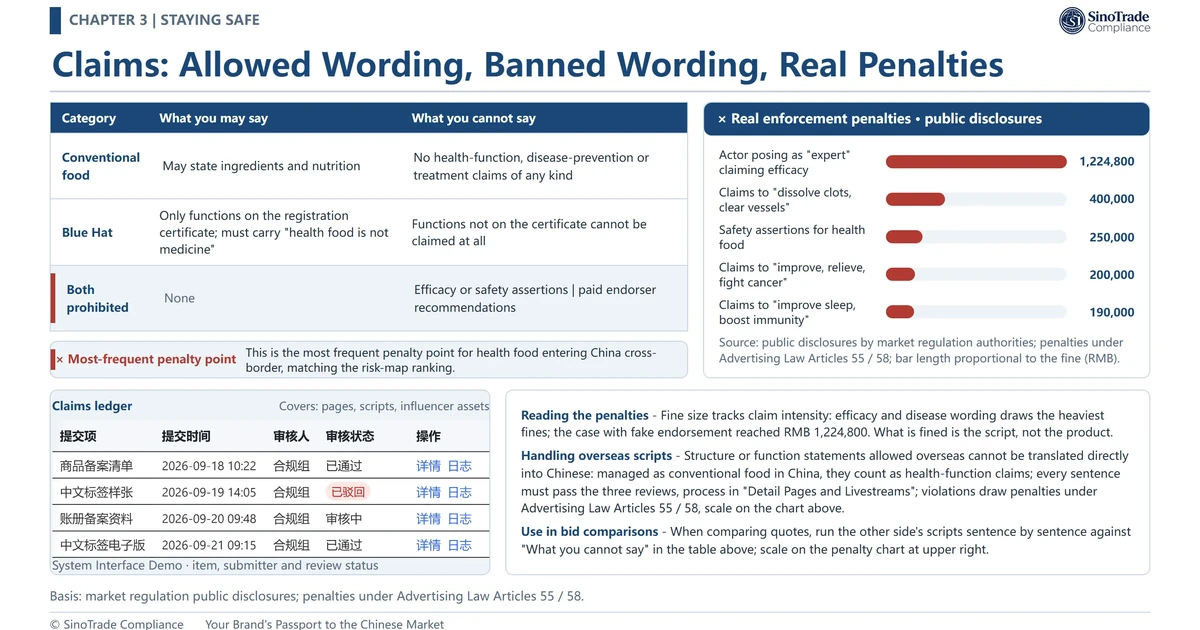 CHAPTER 3 | STAYING SAFE
SinoTrade
Compliance
Claims: Allowed Wording, Banned Wording, Real Penalties
Category What you may say What you cannot say
Conventional
food
May state ingredients and nutrition
No health-function, disease-prevention or
treatment claims of any kind
Blue Hat
Only functions on the registration
certificate; must carry "health food is not
medicine"
Functions not on the certificate cannot be
claimed at all
Both
prohibited
None
Efficacy or safety assertions | paid endorser
recommendations
× Most-frequent penalty point
This is the most frequent penalty point for health food entering China cross-
border, matching the risk-map ranking.
× Real enforcement penalties • public disclosures
Actor posing as "expert"
claiming efficacy
1,224,800
Claims to "dissolve clots,
clear vessels"
400,000
Safety assertions for health
food
250,000
Claims to "improve, relieve,
fight cancer"
200,000
Claims to "improve sleep,
boost immunity"
190,000
Source: public disclosures by market regulation authorities; penalties under
Advertising Law Articles 55 / 58; bar length proportional to the fine (RMB).
Claims ledger Covers: pages, scripts, influencer assets
提交项 提交时间 审核人 审核状态 操作
商品备案清单 2026-09-18 10:22 合规组 已通过 详情 日志
中文标签样张 2026-09-19 14:05 合规组 已驳回 详情 日志
账册备案资料 2026-09-20 09:48 合规组 审核中 详情 日志
中文标签电子版 2026-09-21 09:15 合规组 已通过 详情 日志
System Interface Demo · item, submitter and review status
Reading the penalties - Fine size tracks claim intensity: efficacy and disease wording draws the heaviest
fines; the case with fake endorsement reached RMB 1,224,800. What is fined is the script, not the product.
Handling overseas scripts - Structure or function statements allowed overseas cannot be translated directly
into Chinese: managed as conventional food in China, they count as health-function claims; every sentence
must pass the three reviews, process in "Detail Pages and Livestreams"; violations draw penalties under
Advertising Law Articles 55 / 58, scale on the chart above.
Use in bid comparisons - When comparing quotes, run the other side's scripts sentence by sentence against
"What you cannot say" in the table above; scale on the penalty chart at upper right.
Basis: market regulation public disclosures; penalties under Advertising Law Articles 55 / 58.
© SinoTrade Compliance Your Brand's Passport to the Chinese Market